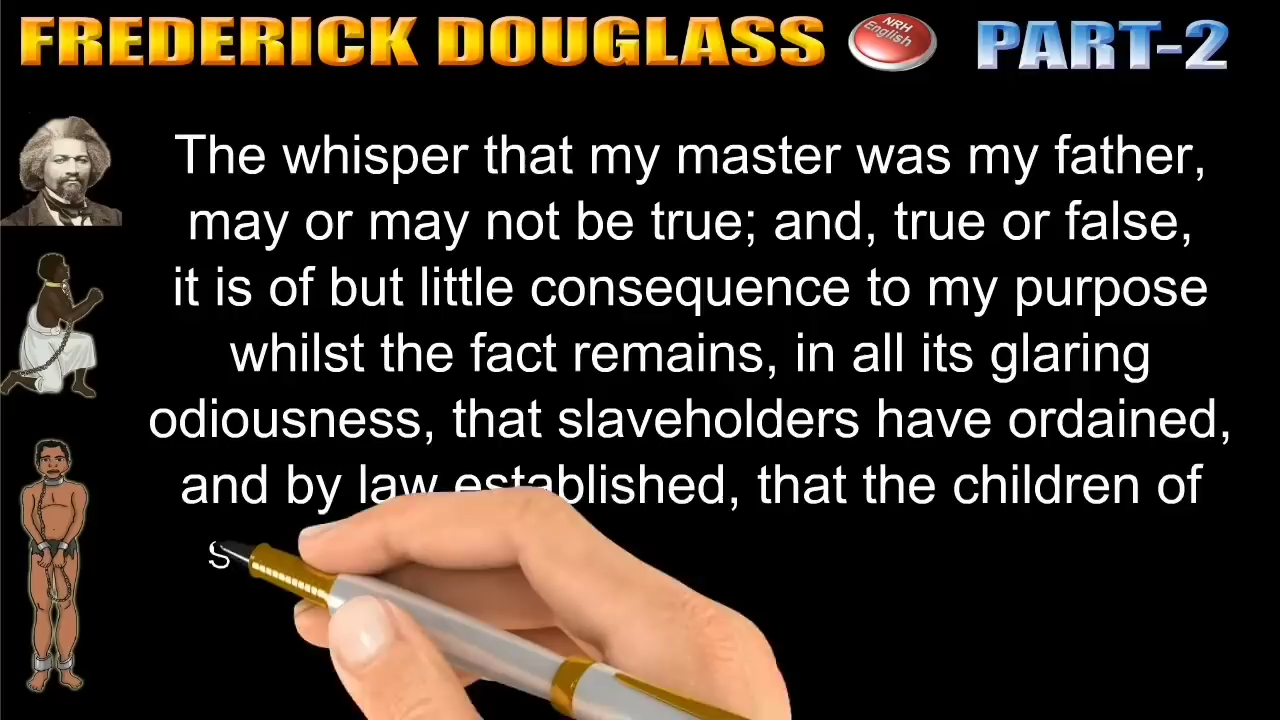 FREDERICK DOUGLASS NRH English PART-2
The whisper that my master was my father,
may or may not be true; and, true or false,
it is of but little consequence to my purpose
whilst the fact remains, in all its glaring
odiousness, that slaveholders have ordained,
and by law established, that the children of
s